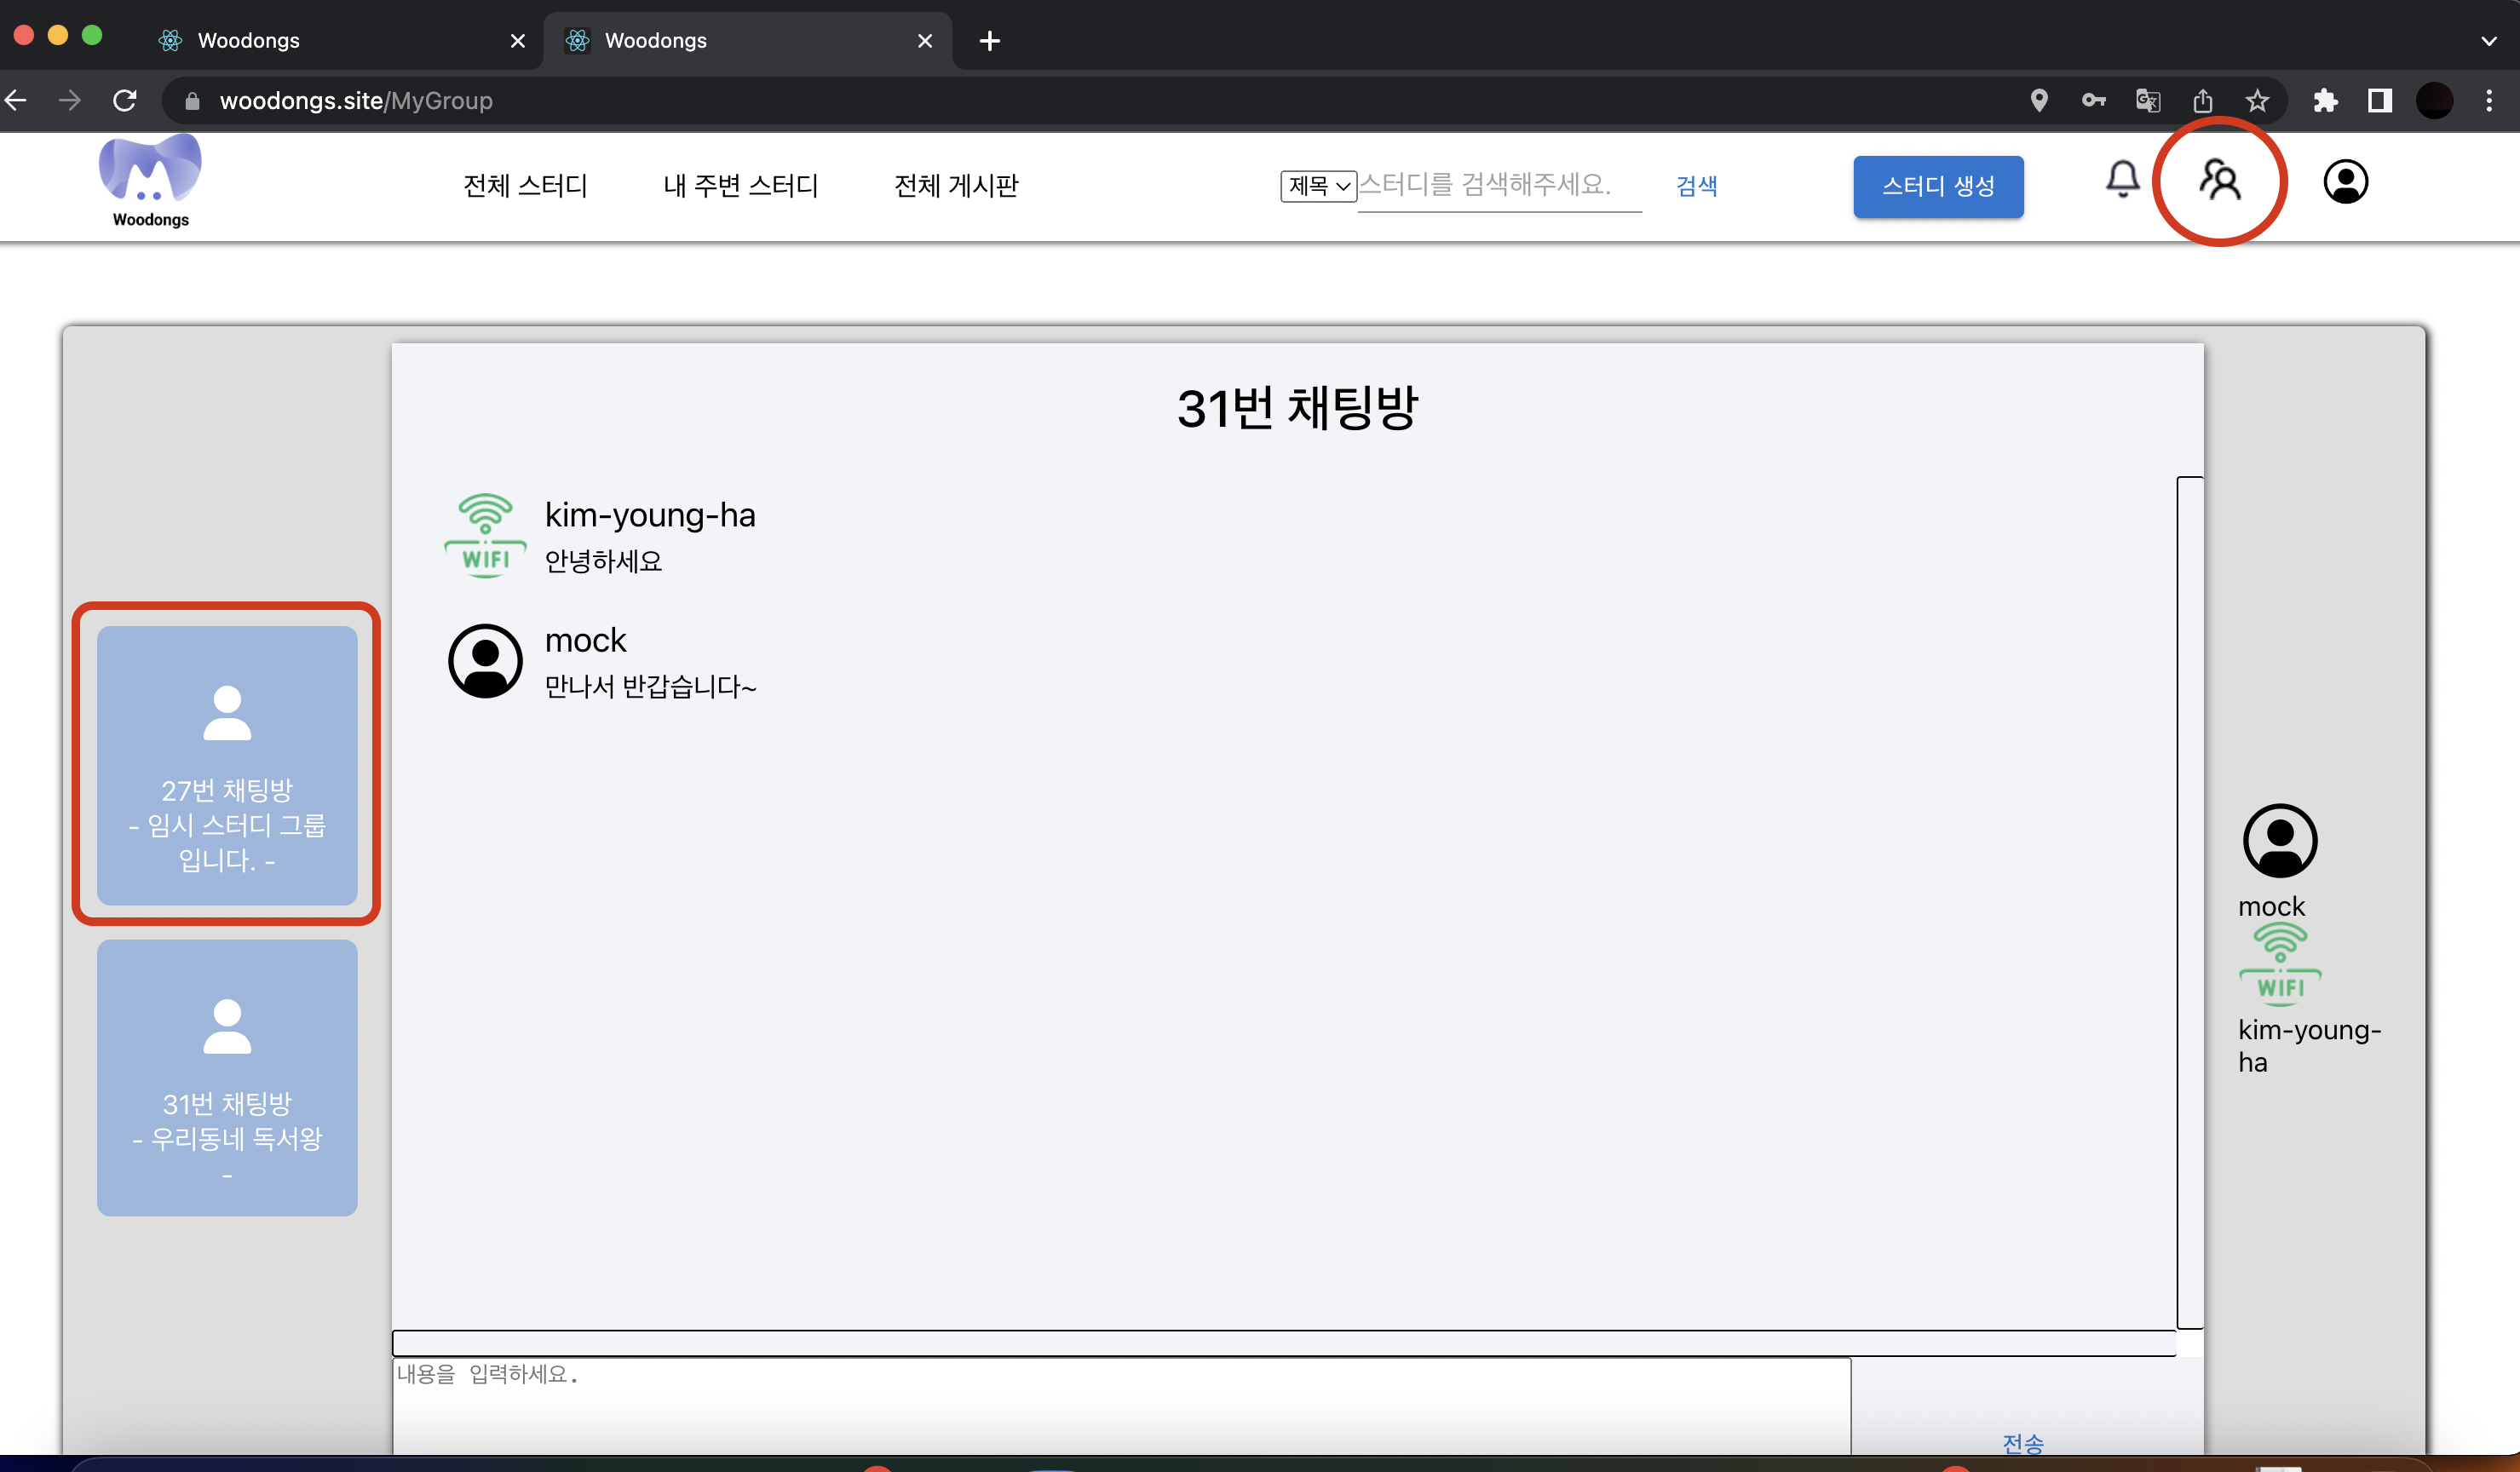 Woodongs
Woodongs
woodongs.site/MyGroup
Woodongs
전체 스터디
내 주변 스터디
전체 게시판
제목
스터디를 검색해주세요.
검색
스터디 생성
31번 채팅방
kim-young-ha
WIFI
안녕하세요
mock
만나서 반갑습니다~
27번 채팅방
- 임시 스터디 그룹
입니다. -
31번 채팅방
- 우리동네 독서왕
-
mock
WIFI
kim-young-
ha
내용을 입력하세요.
전송